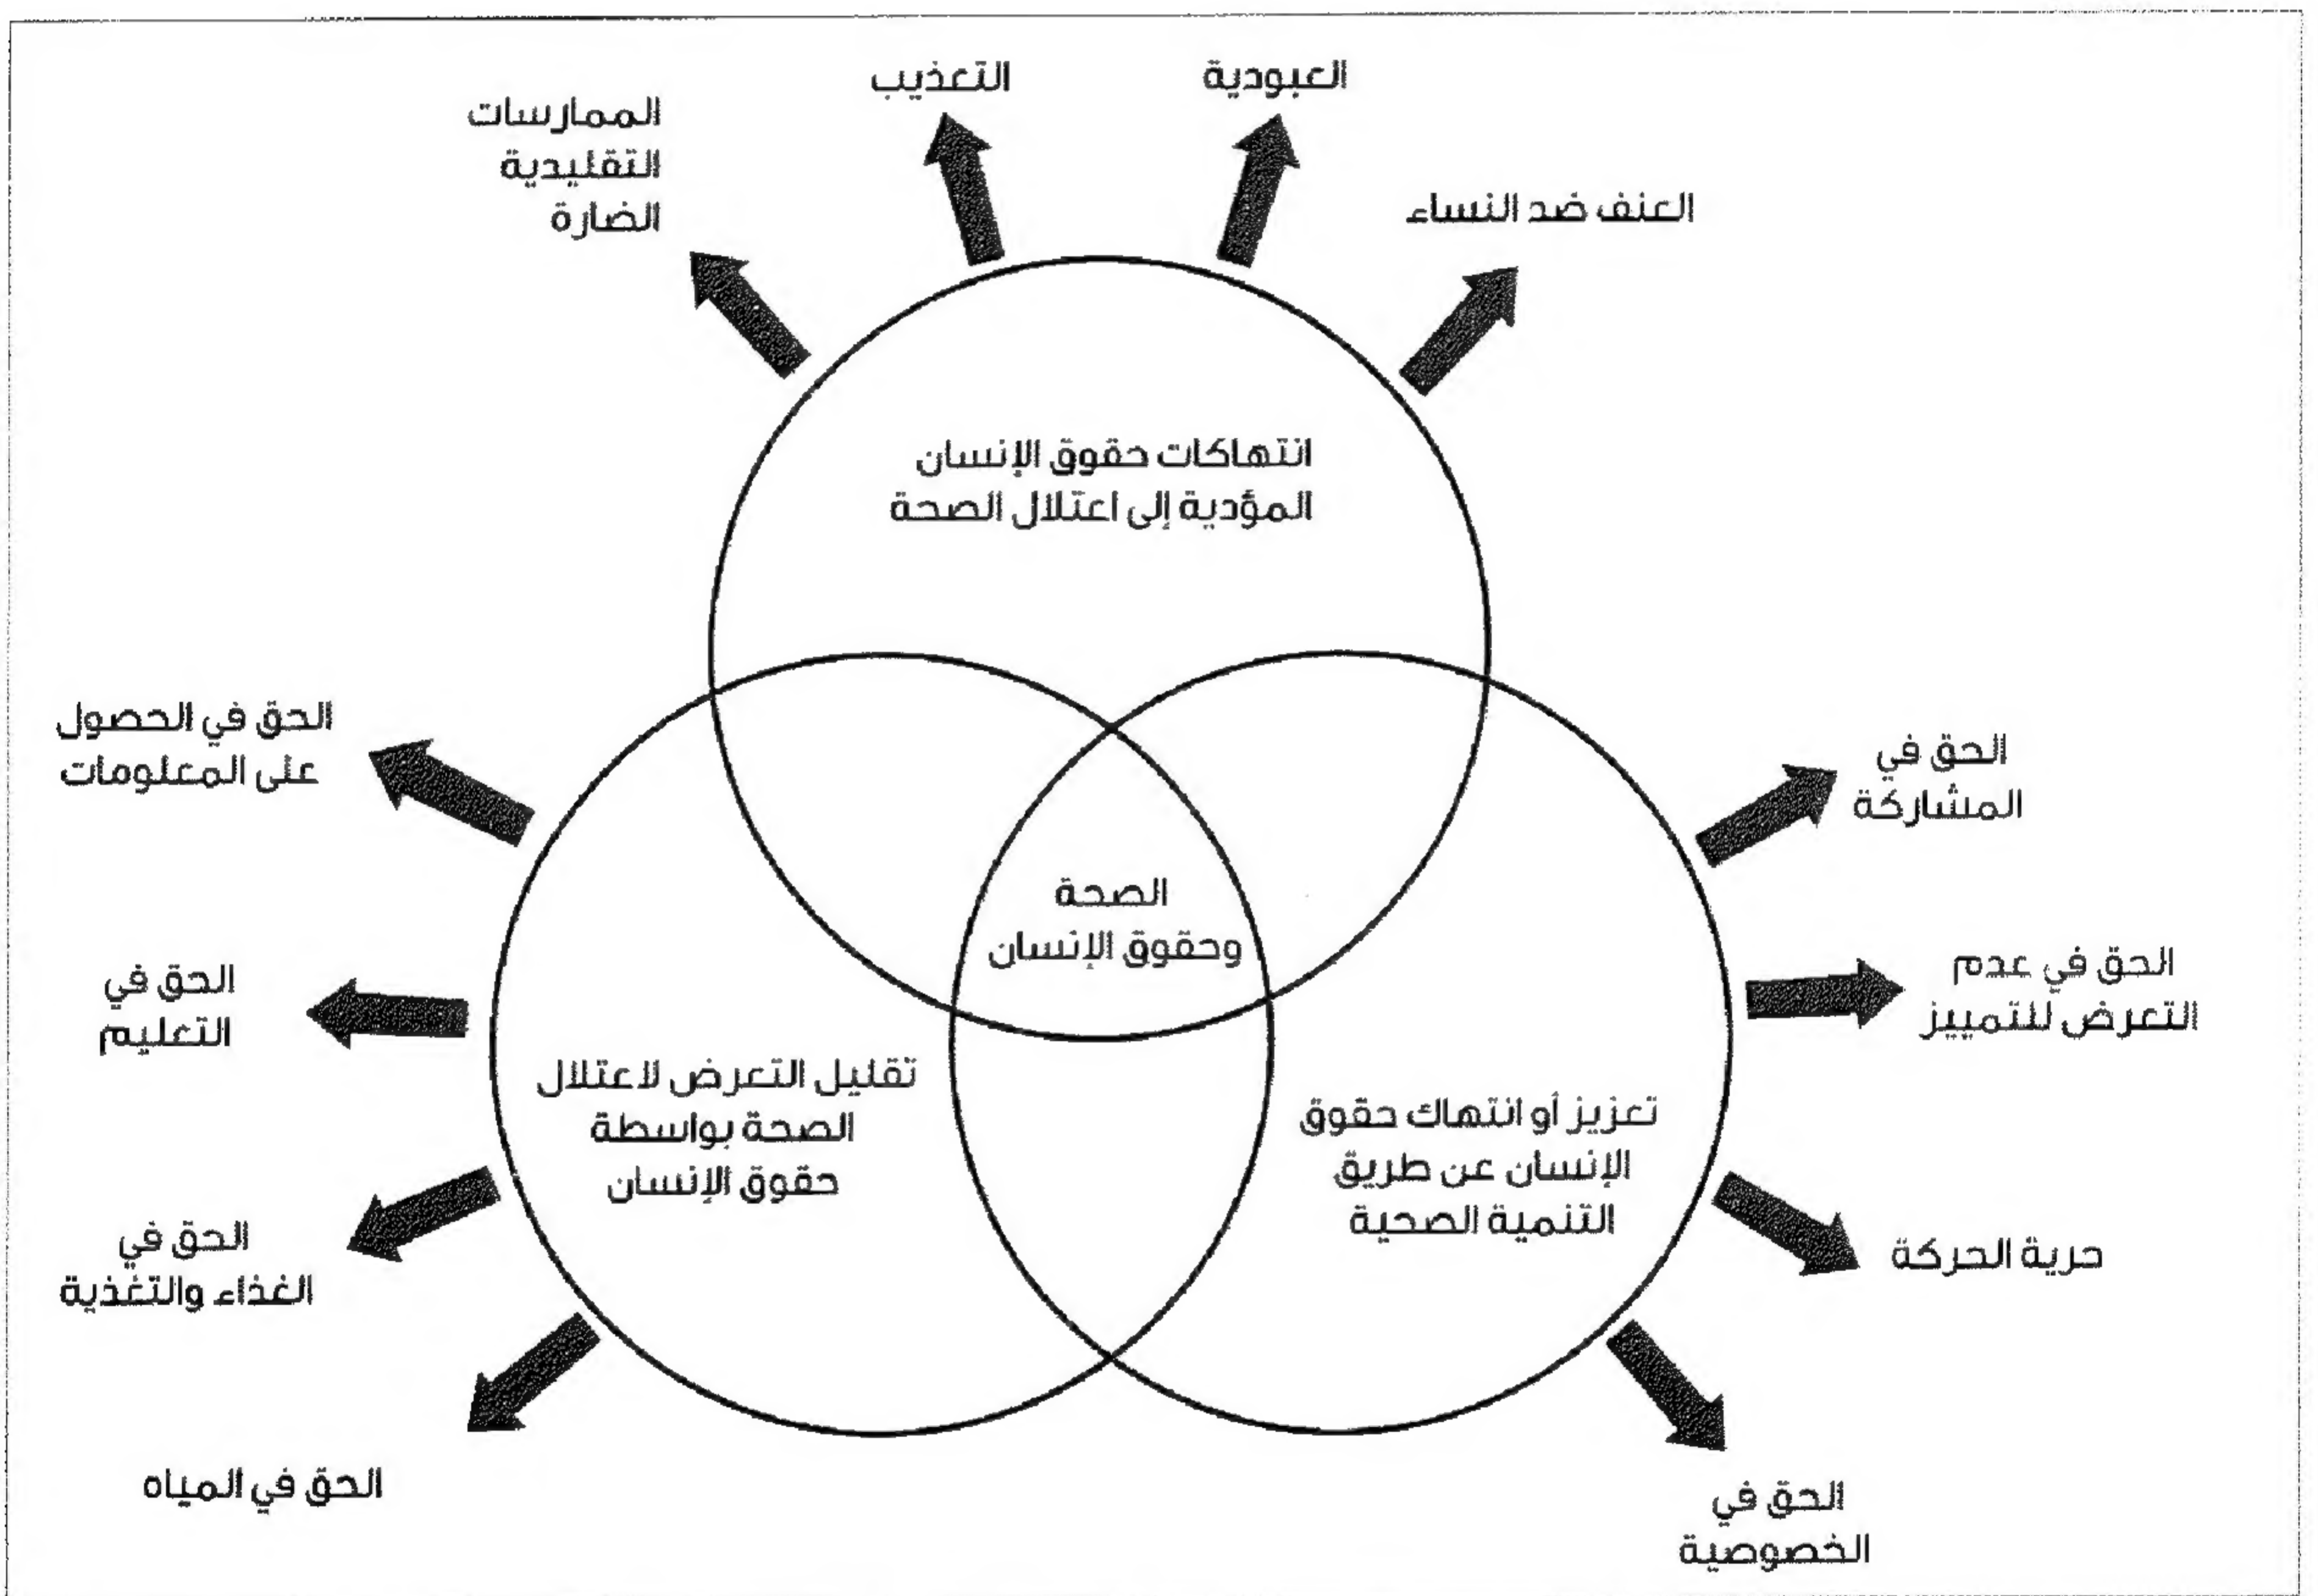 العبودية
التعذيب
الممارسات
التقليدية
الضارة
العنف ضد النساء
انتهاكات حقوق الإنسان
المؤدية إلى اعتلال الصحة
الحق في
المشاركة
الحق في عدم
التعرض للتمييز
حرية الحركة
الحق في
الخصوصية
الحق في الحصول
على المعلومات
الحق في
التعليم
الحق في
الغذاء والتغذية
الحق في المياه
الصحة
وحقوق الإنسان
تعزيز أو انتهاك حقوق
الإنسان عن طريق
التنمية الصحية
تقليل التعرض لاعتلال
الصحة بواسطة
حقوق الإنسان